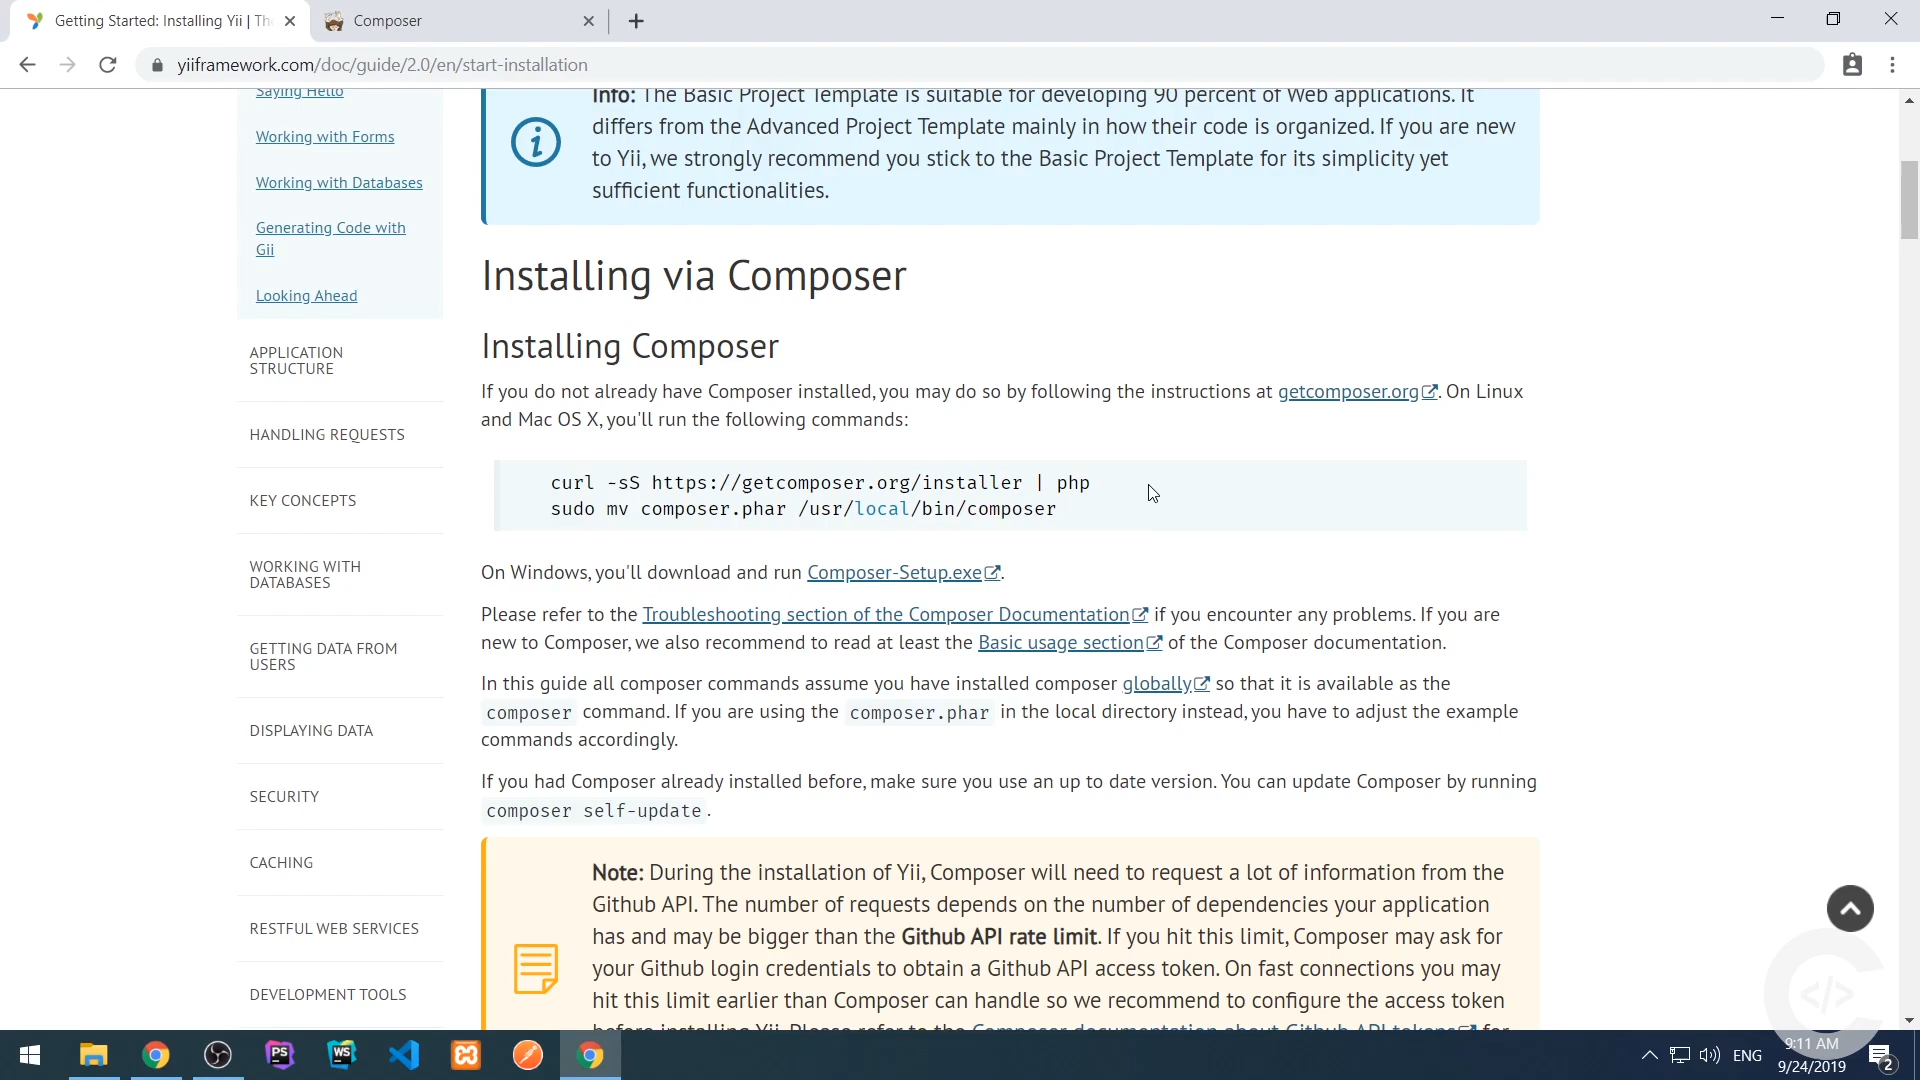 Getting Started: Installing Yii | The
Composer
yiiframework.com/doc/guide/2.0/en/start-installation
Saying Hello
Working with Forms
Working with Databases
Generating Code with
Gii
Looking Ahead
APPLICATION
STRUCTURE
HANDLING REQUESTS
KEY CONCEPTS
WORKING WITH
DATABASES
GETTING DATA FROM
USERS
DISPLAYING DATA
SECURITY
CACHING
RESTFUL WEB SERVICES
DEVELOPMENT TOOLS
Info: The Basic Project Template is suitable for developing 90 percent of Web applications. It
differs from the Advanced Project Template mainly in how their code is organized. If you are new
to Yii, we strongly recommend you stick to the Basic Project Template for its simplicity yet
sufficient functionalities.
Installing via Composer
Installing Composer
If you do not already have Composer installed, you may do so by following the instructions at getcomposer.org. On Linux
and Mac OS X, you'll run the following commands:
curl -sS https://getcomposer.org/installer | php
sudo mv composer.phar /usr/local/bin/composer
On Windows, you'll download and run Composer-Setup.exe.
Please refer to the Troubleshooting section of the Composer Documentation if you encounter any problems. If you are
new to Composer, we also recommend to read at least the Basic usage section of the Composer documentation.
In this guide all composer commands assume you have installed composer globally so that it is available as the
composer command. If you are using the composer.phar in the local directory instead, you have to adjust the example
commands accordingly.
If you had Composer already installed before, make sure you use an up to date version. You can update Composer by running
composer self-update.
Note: During the installation of Yii, Composer will need to request a lot of information from the
Github API. The number of requests depends on the number of dependencies your application
has and may be bigger than the Github API rate limit. If you hit this limit, Composer may ask for
your Github login credentials to obtain a Github API access token. On fast connections you may
hit this limit earlier than Composer can handle so we recommend to configure the access token
before installing Yii. Please refer to the Composer documentation about Github API tokens for
</>
PS
WS
ENG
9:11 AM
9/24/2019
2